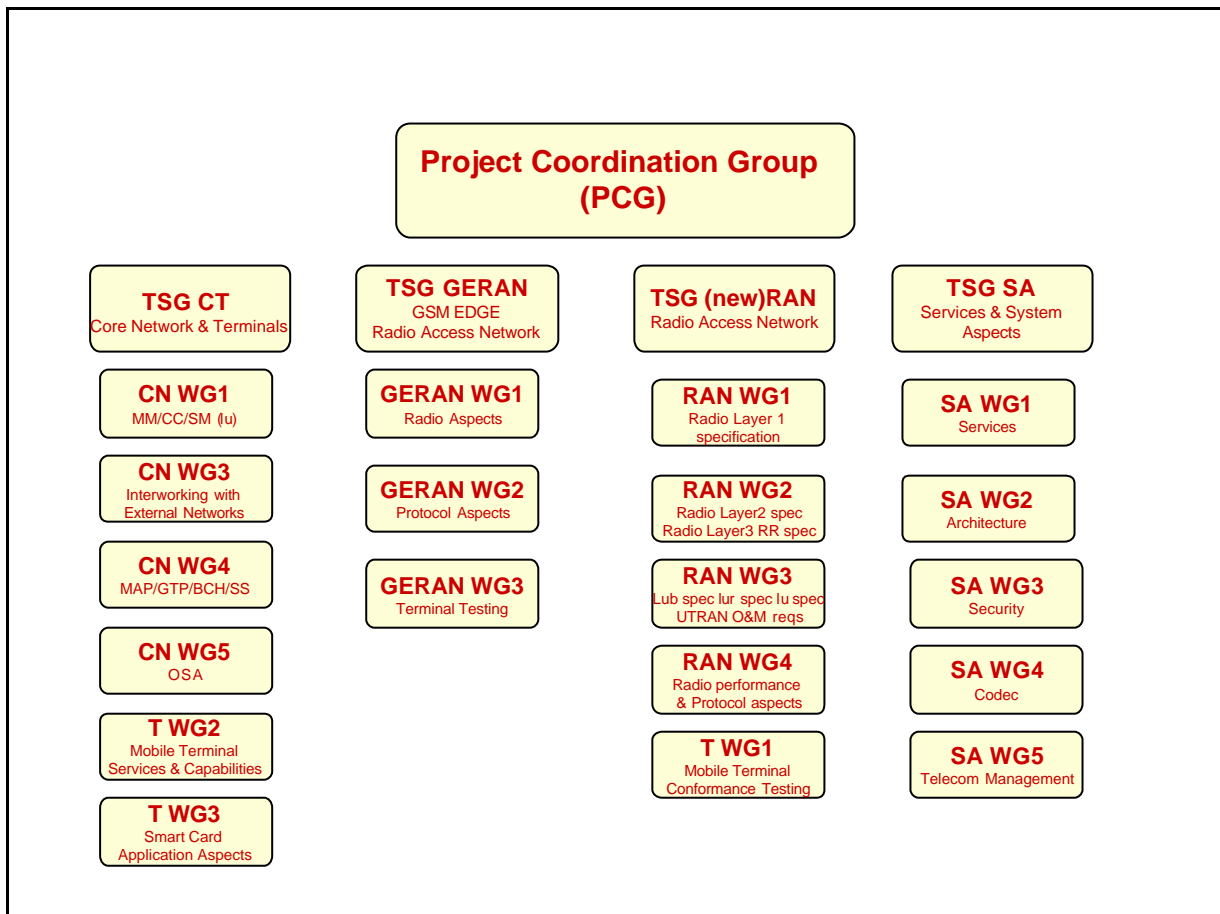 Project Coordination Group
(PCG)
TSG CT
Core Network & Terminals
CN WG1
MM/CC/SM (Iu)
CN WG3
Interworking with
External Networks
CN WG4
MAP/GTP/BCH/SS
CN WG5
OSA
T WG2
Mobile Terminal
Services & Capabilities
T WG3
Smart Card
Application Aspects
TSG GERAN
GSM EDGE
Radio Access Network
GERAN WG1
Radio Aspects
GERAN WG2
Protocol Aspects
GERAN WG3
Terminal Testing
TSG (new)RAN
Radio Access Network
RAN WG1
Radio Layer 1
specification
RAN WG2
Radio Layer2 spec
Radio Layer3 RR spec
RAN WG3
Lub spec Iur spec Iu spec
UTRAN O&M reqs
RAN WG4
Radio performance
& Protocol aspects
T WG1
Mobile Terminal
Conformance Testing
TSG SA
Services & System
Aspects
SA WG1
Services
SA WG2
Architecture
SA WG3
Security
SA WG4
Codec
SA WG5
Telecom Management